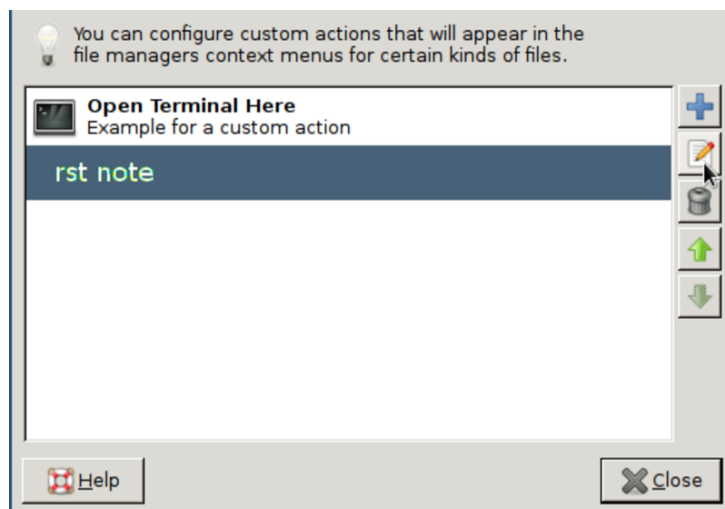 You can configure custom actions that will appear in the
file managers context menus for certain kinds of files.
Open Terminal Here
Example for a custom action
rst note
Help
Close